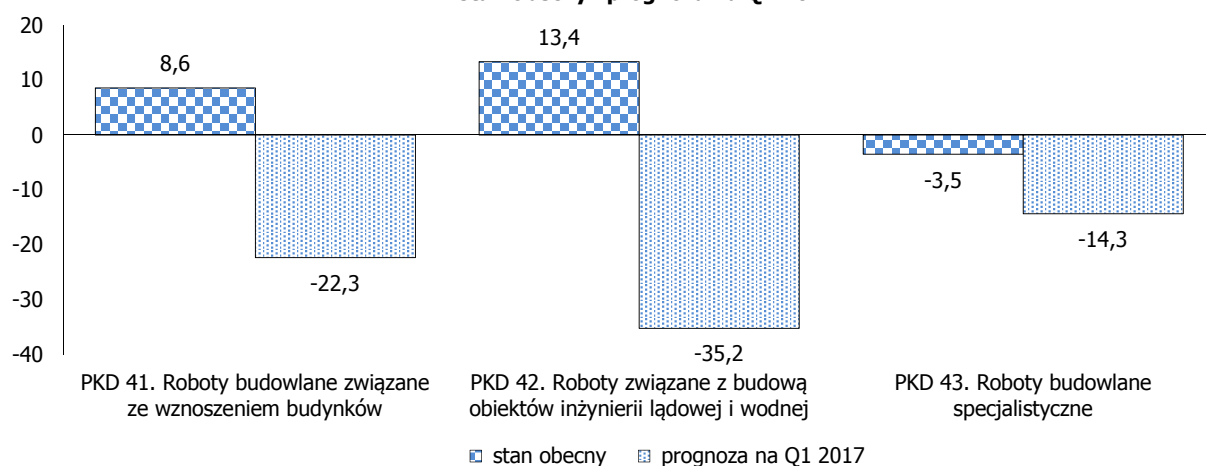 20
10
0
-10
-20
-30
-40
8,6
-22,3
13,4
-35,2
-3,5
-14,3
PKD 41. Roboty budowlane związane
ze wznoszeniem budynków
PKD 42. Roboty związane z budową
obiektów inżynierii lądowej i wodnej
PKD 43. Roboty budowlane
specjalistyczne
stan obecny
prognoza na Q1 2017